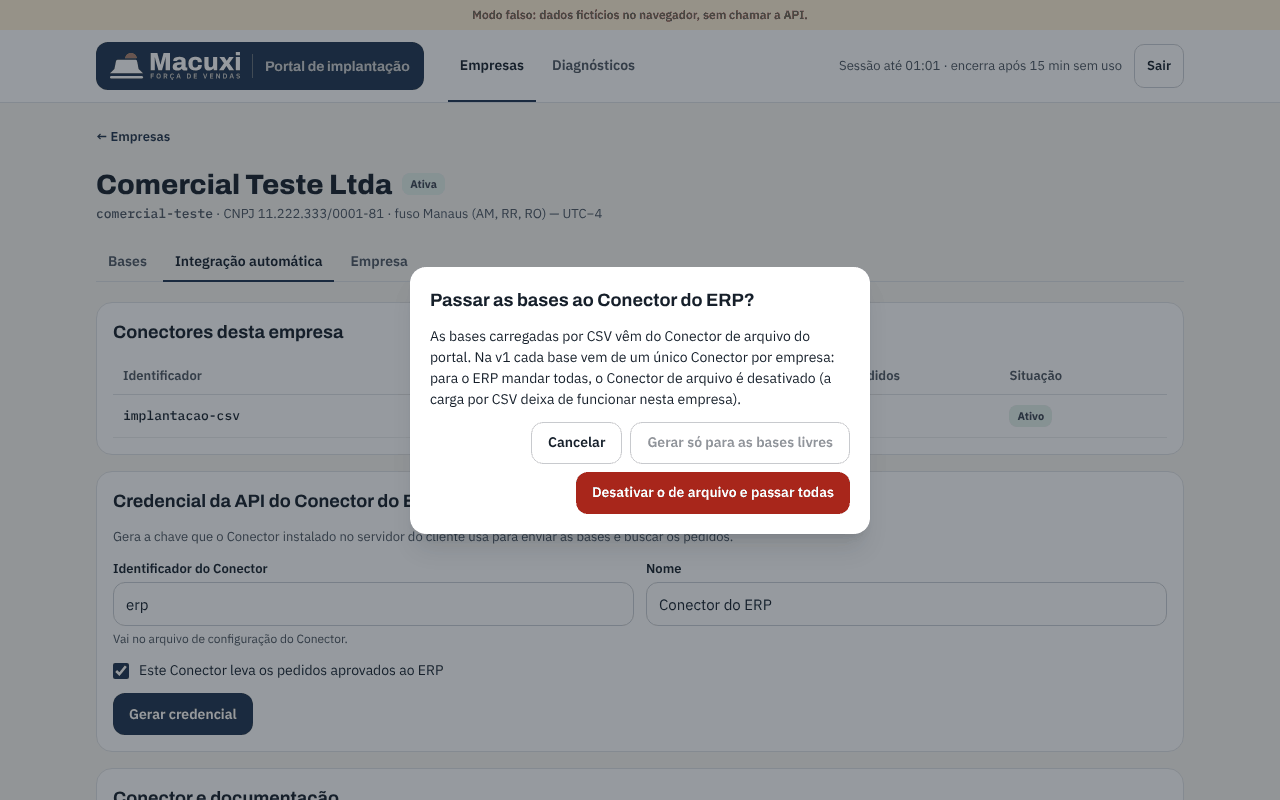 Modo falso: dados fictícios no navegador, sem chamar a API.
Macuxi
FORÇA DE VENDAS
Portal de implantação
Empresas
Diagnósticos
Sessão até 01:01 · encerra após 15 min sem uso
Sair
← Empresas
Comercial Teste Ltda
Ativa
comercial-teste · CNPJ 11.222.333/0001-81 · fuso Manaus (AM, RR, RO) — UTC−4
Bases
Integração automática
Empresa
Conectores desta empresa
Identificador
Situação
implantacao-csv
Ativo
Passar as bases ao Conector do ERP?
As bases carregadas por CSV vêm do Conector de arquivo do
portal. Na v1 cada base vem de um único Conector por empresa:
para o ERP mandar todas, o Conector de arquivo é desativado (a
carga por CSV deixa de funcionar nesta empresa).
Cancelar
Gerar só para as bases livres
Desativar o de arquivo e passar todas
Credencial da API do Conector do
Gera a chave que o Conector instalado no servidor do cliente usa para enviar as bases e buscar os pedidos.
Identificador do Conector
Nome
erp
Conector do ERP
Vai no arquivo de configuração do Conector.
Este Conector leva os pedidos aprovados ao ERP
Gerar credencial
Conector e documentação